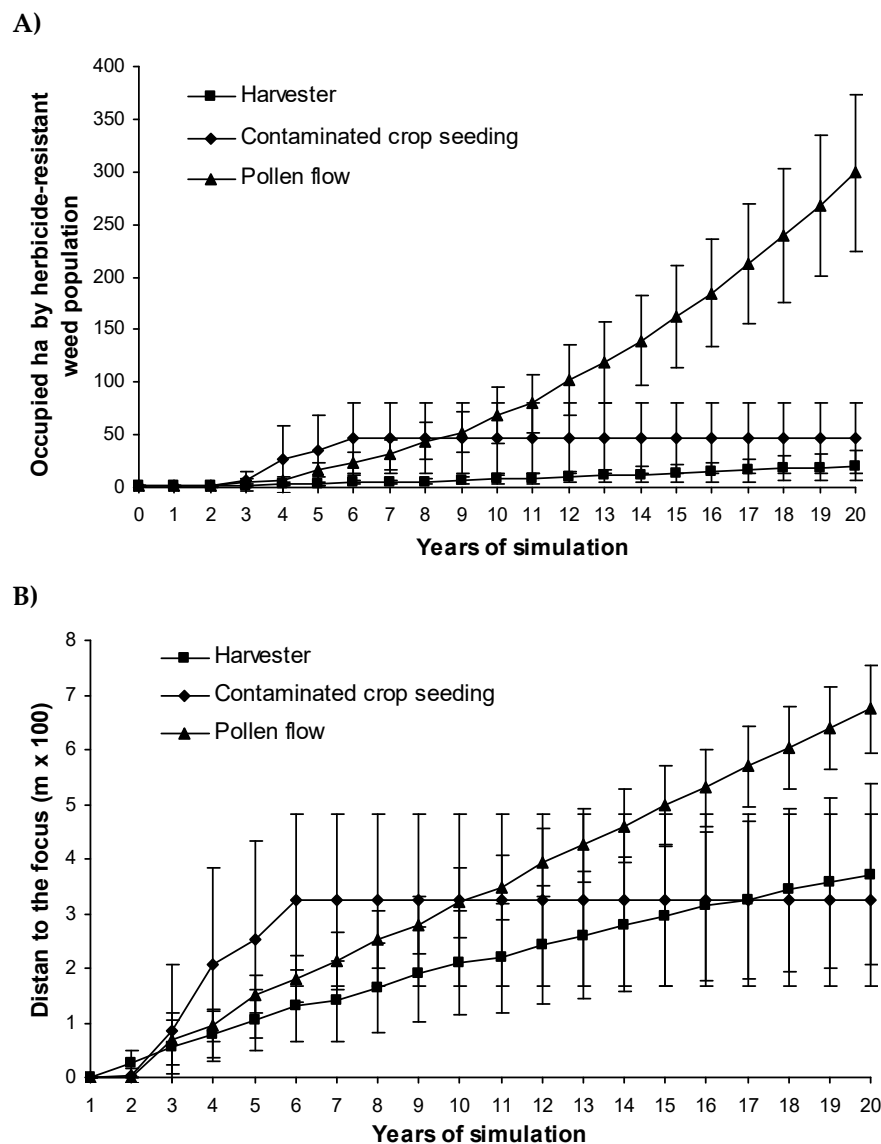 A)
Occupied ha by herbicide-resistant
weed population
400
350
300
250
200
150
100
50
0
Harvester
Contaminated crop seeding
Pollen flow
0 1 2 3 4 5 6 7 8 9 10 11 12 13 14 15 16 17 18 19 20
Years of simulation
B)
Distan to the focus (m x 100)
8
7
6
5
4
3
2
1
0
Harvester
Contaminated crop seeding
Pollen flow
1 2 3 4 5 6 7 8 9 10 11 12 13 14 15 16 17 18 19 20
Years of simulation